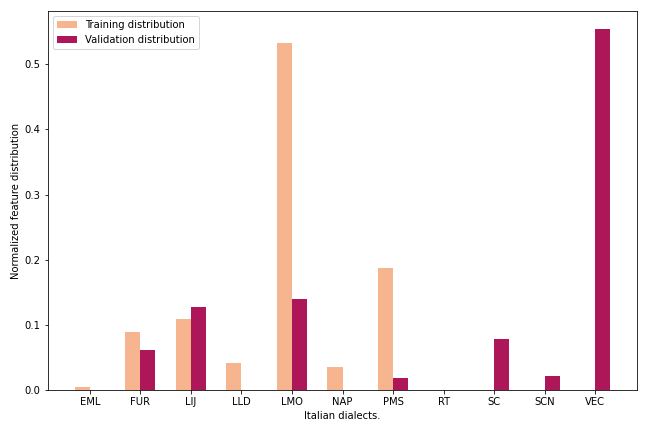 Training distribution
Validation distribution
Normalized feature distribution
0.5
0.4
0.3
0.2
0.1
0.0
EML FUR LIJ LLD LMO NAP PMS RT SC SCN VEC
Italian dialects.